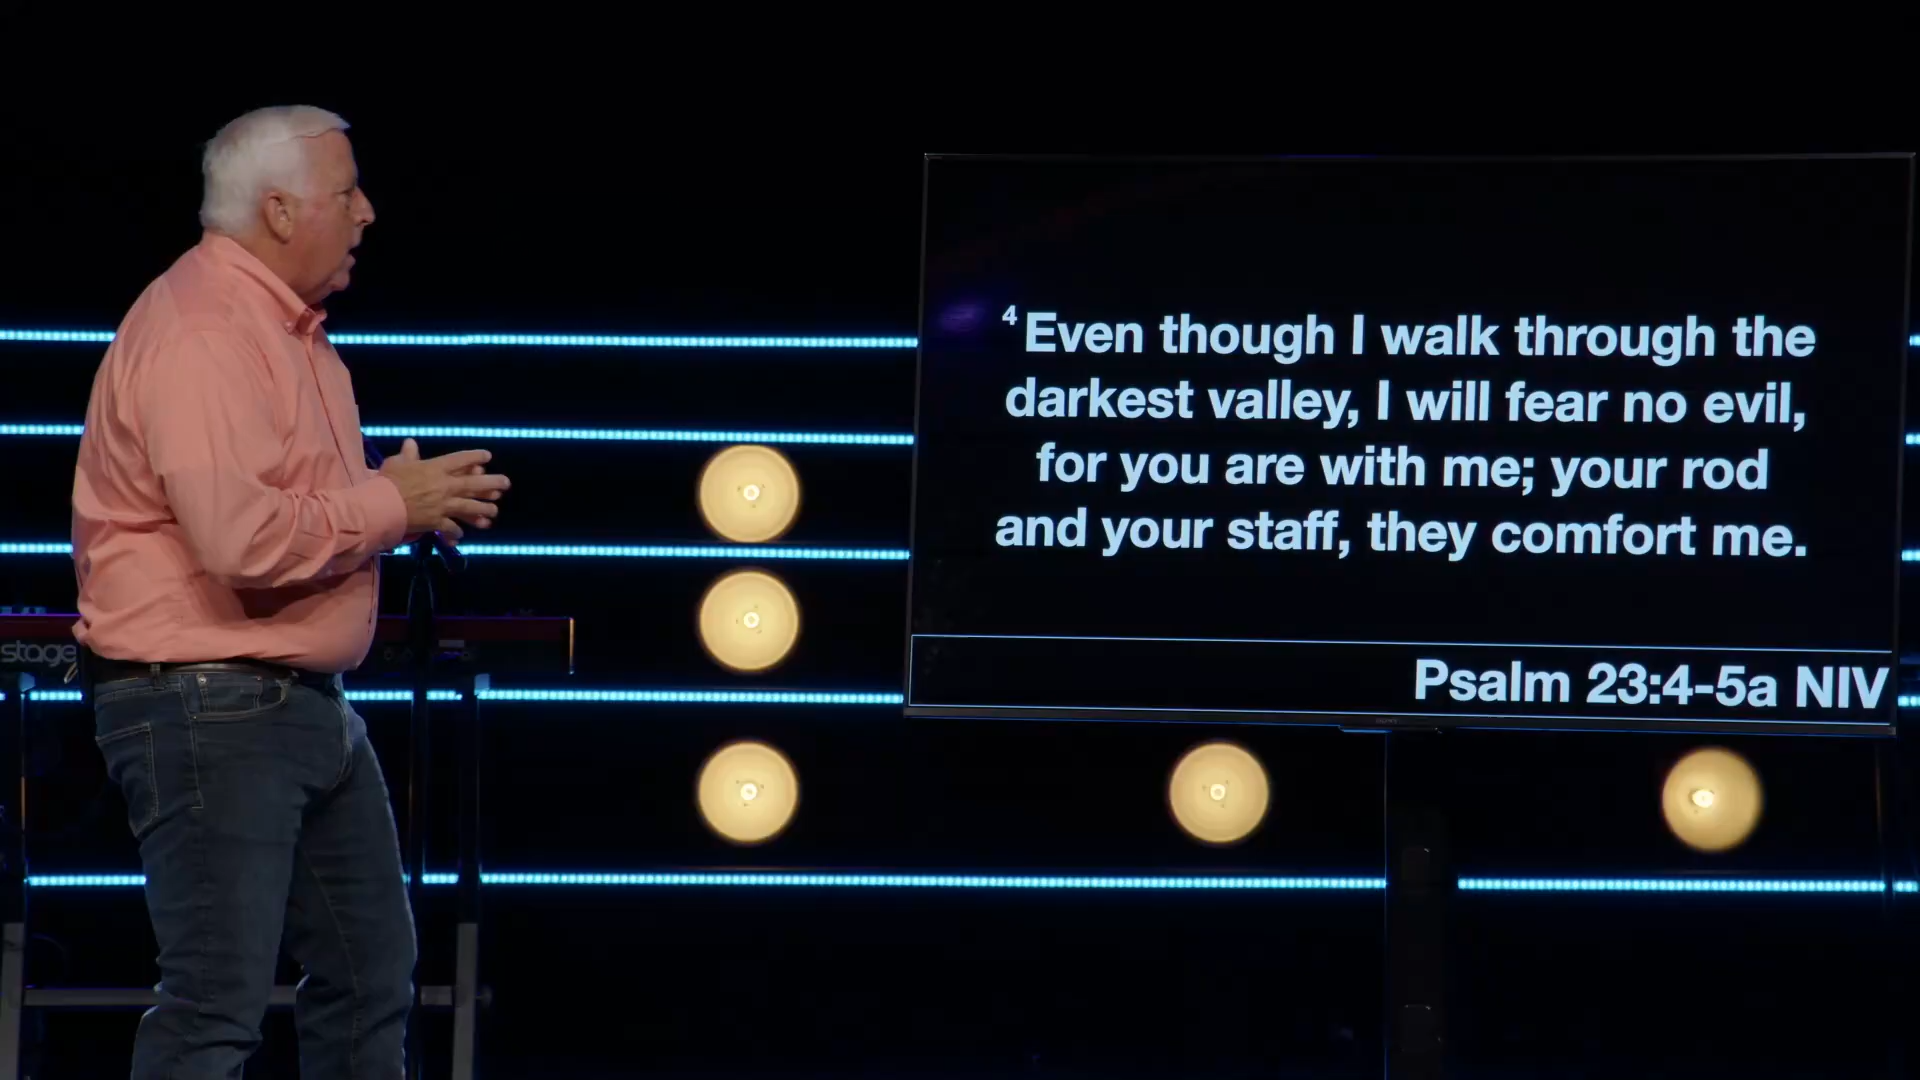 ⁴ Even though I walk through the
darkest valley, I will fear no evil,
for you are with me; your rod
and your staff, they comfort me.
Psalm 23:4-5a NIV
stage
SONY